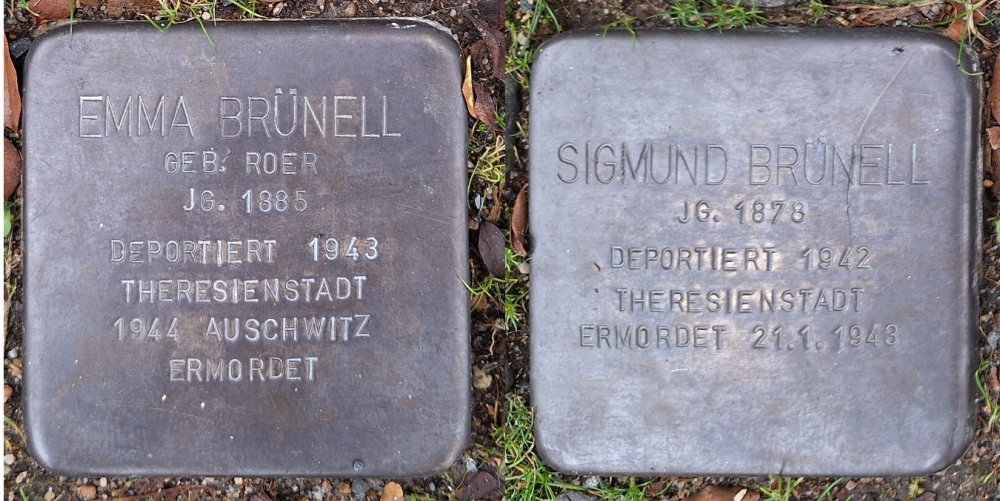 EMMA BRÜNELL
GEB. ROER
JG. 1885
DEPORTIERT 1943
THERESIENSTADT
1944 AUSCHWITZ
ERMORDET
SIGMUND BRÜNELL
JG. 1878
DEPORTIERT 1942
THERESIENSTADT
ERMORDET 21.1.1943